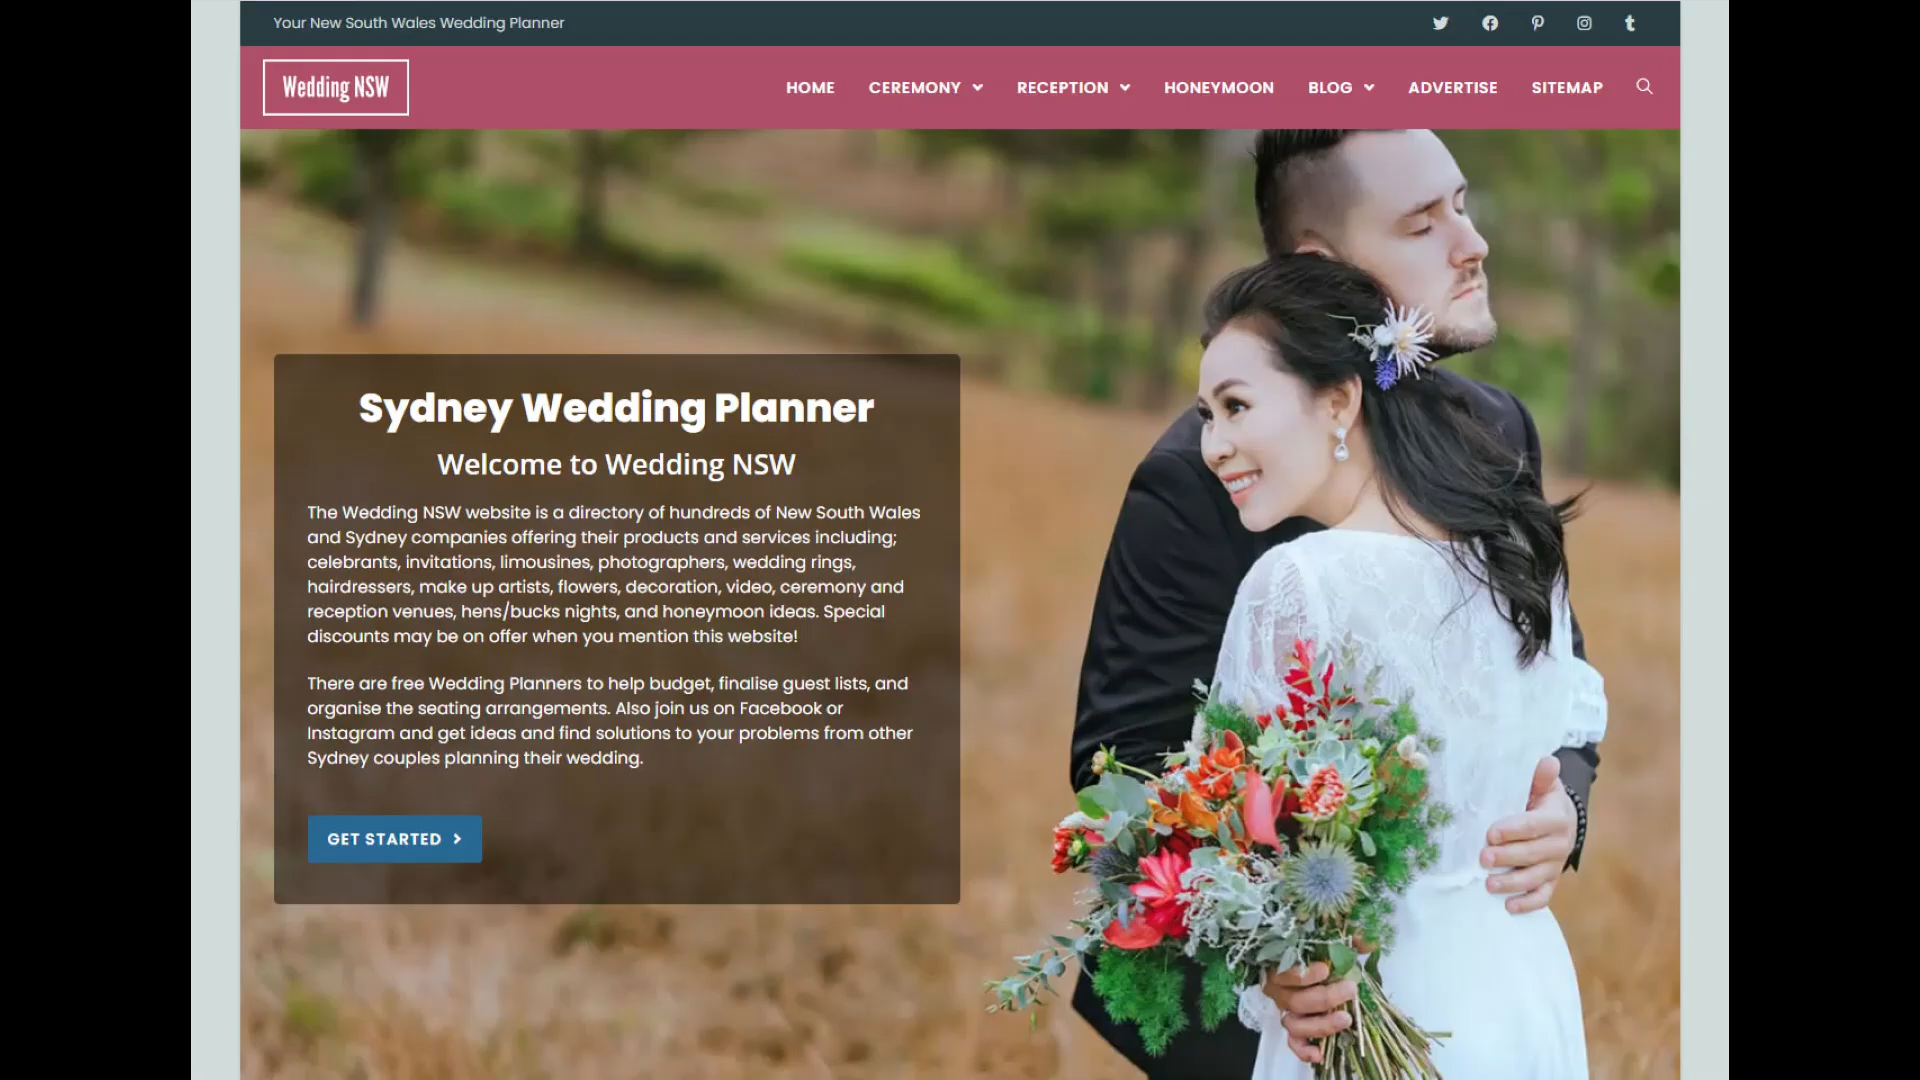 Your New South Wales Wedding Planner
Wedding NSW
HOME CEREMONY RECEPTION HONEYMOON BLOG ADVERTISE SITEMAP
Sydney Wedding Planner
Welcome to Wedding NSW
The Wedding NSW website is a directory of hundreds of New South Wales
and Sydney companies offering their products and services including;
celebrants, invitations, limousines, photographers, wedding rings,
hairdressers, make up artists, flowers, decoration, video, ceremony and
reception venues, hens/bucks nights, and honeymoon ideas. Special
discounts may be on offer when you mention this website!
There are free Wedding Planners to help budget, finalise guest lists, and
organise the seating arrangements. Also join us on Facebook or
Instagram and get ideas and find solutions to your problems from other
Sydney couples planning their wedding.
GET STARTED